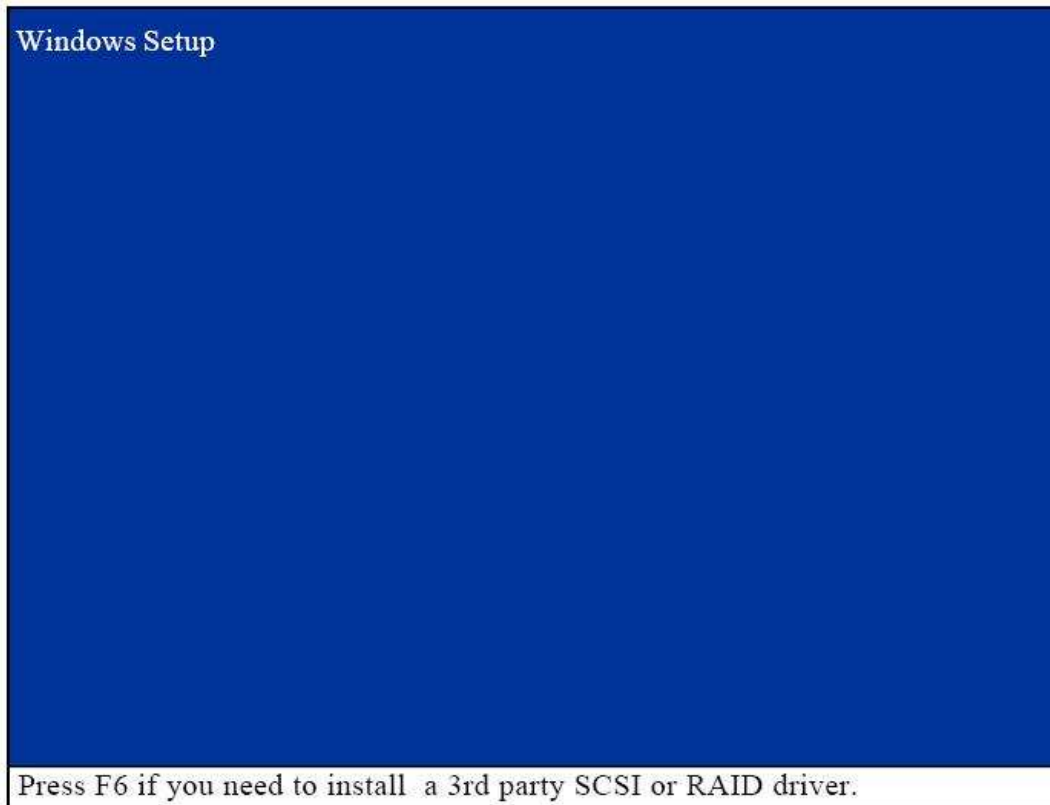 Windows Setup
Press F6 if you need to install a 3rd party SCSI or RAID driver.